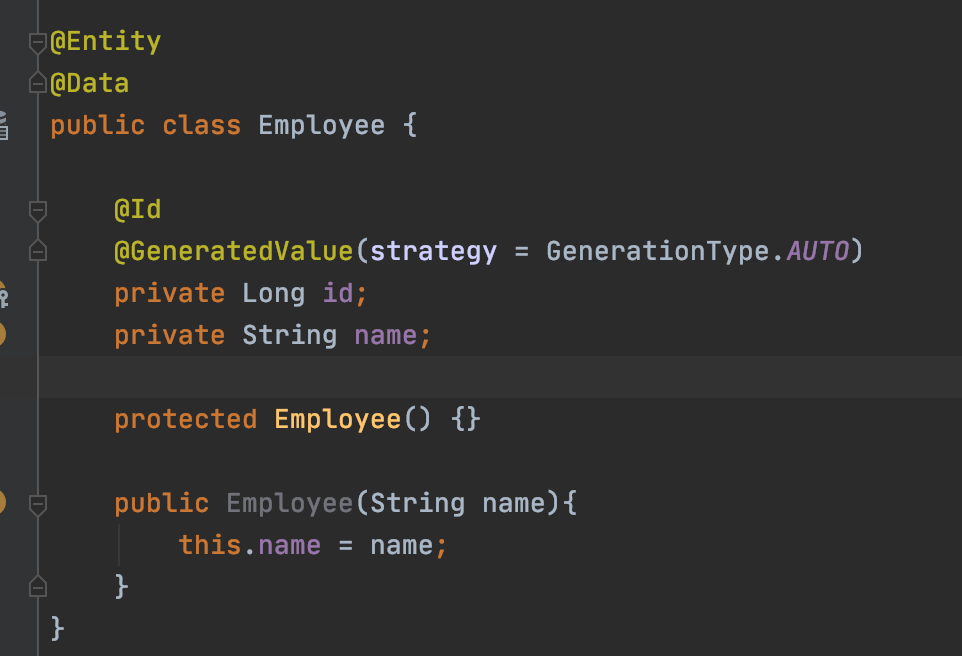 @Entity
@Data
public class Employee {
@Id
@GeneratedValue(strategy = GenerationType.AUTO)
private Long id;
private String name;
protected Employee() {}
public Employee(String name){
this.name = name;
}
}